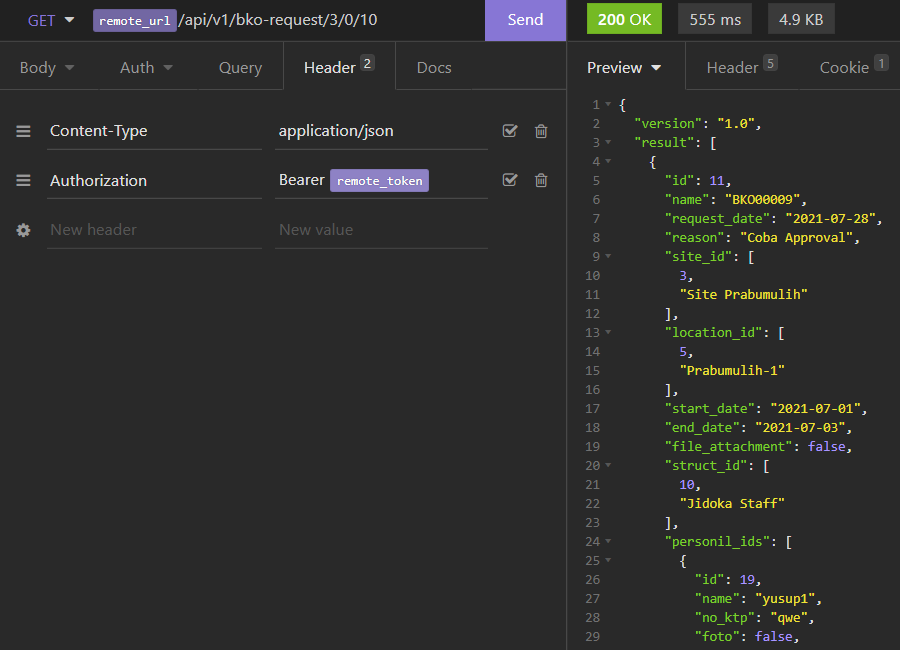 GET remote_url/api/v1/bko-request/3/0/10 Send 200 OK 555 ms 4.9 KB
Body Auth Query Header 2 Docs Preview Header 5 Cookie 1
Content-Type application/json
Authorization Bearer remote_token
New header New value
1 {
2 "version": "1.0",
3 "result": [
4 {
5 "id": 11,
6 "name": "BKO00009",
7 "request_date": "2021-07-28",
8 "reason": "Coba Approval",
9 "site_id": [
10 3,
11 "Site Prabumulih"
12 ],
13 "location_id": [
14 5,
15 "Prabumulih-1"
16 ],
17 "start_date": "2021-07-01",
18 "end_date": "2021-07-03",
19 "file_attachment": false,
20 "struct_id": [
21 10,
22 "Jidoka Staff"
23 ],
24 "personil_ids": [
25 {
26 "id": 19,
27 "name": "yusup1",
28 "no_ktp": "qwe",
29 "foto": false,